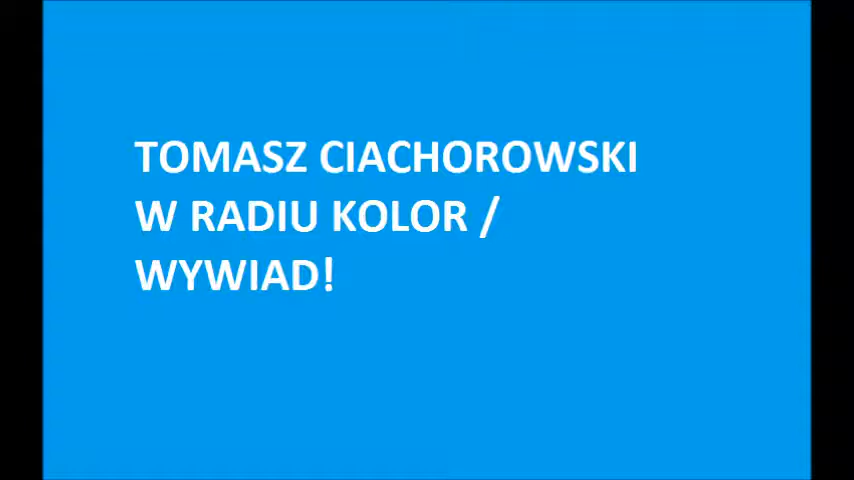 TOMASZ CIACHOROWSKI
W RADIU KOLOR /
WYWIAD!